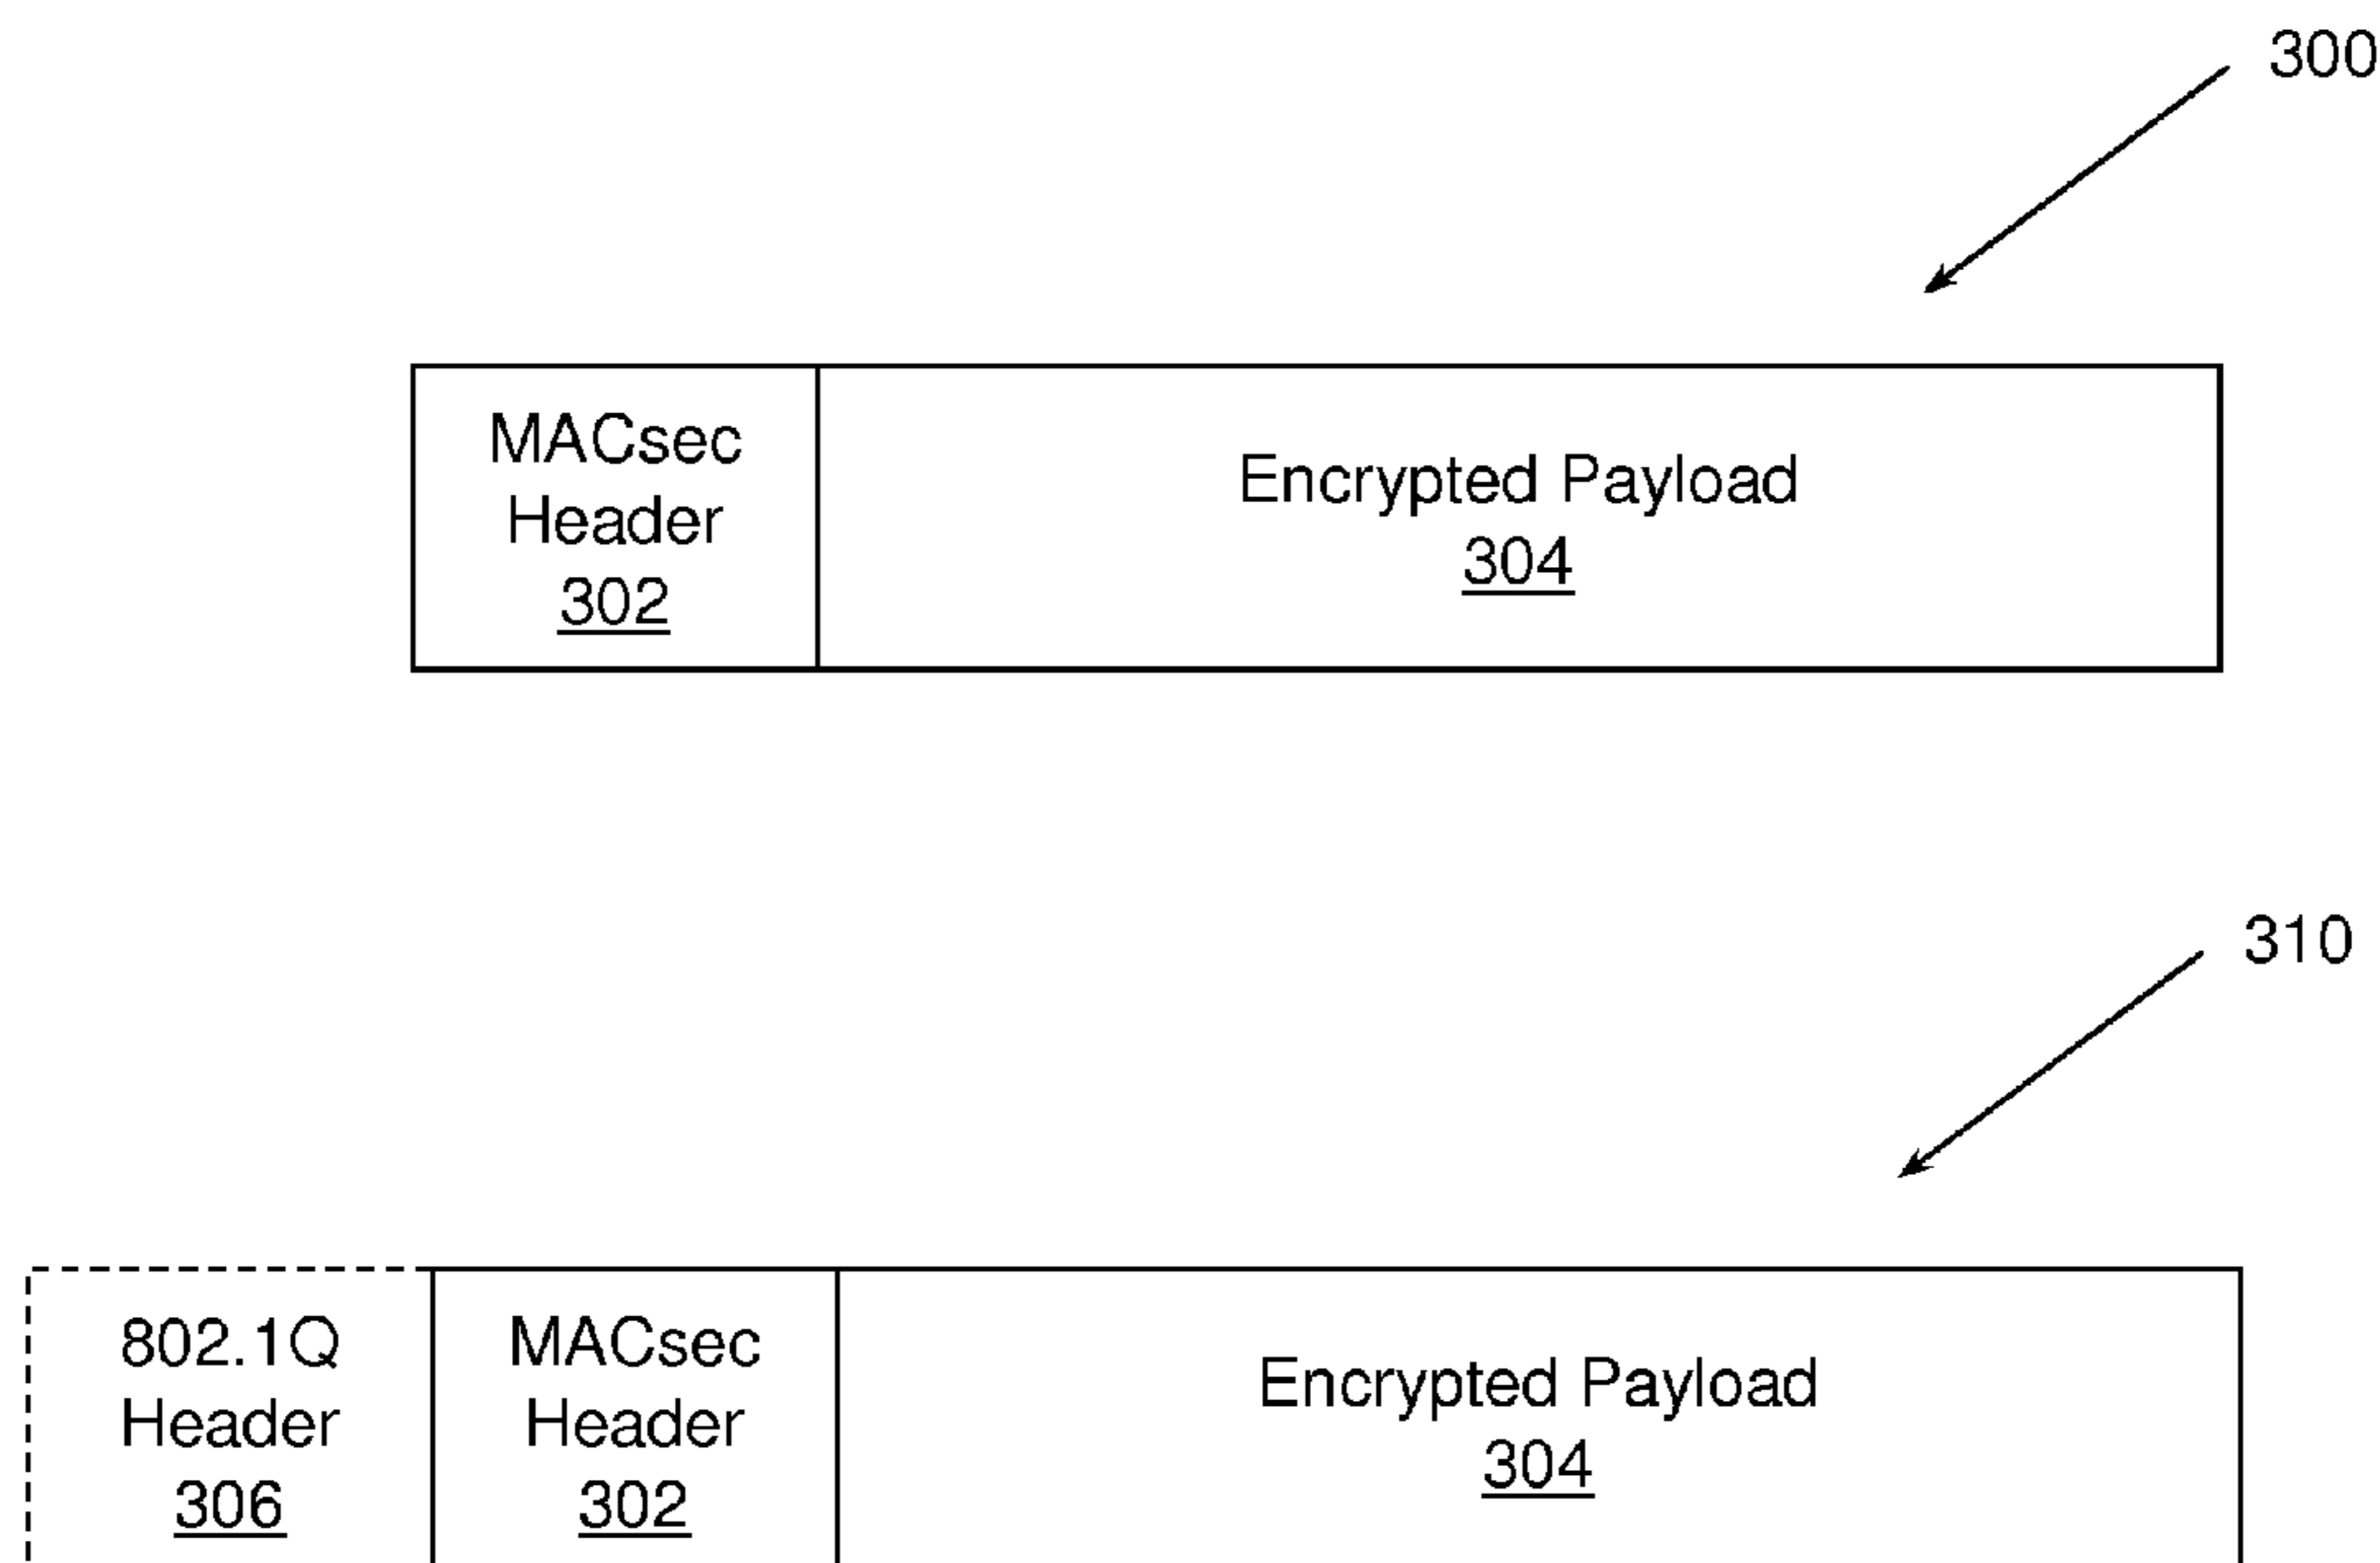 300
MACsec
Header
302
Encrypted Payload
304
310
802.1Q
Header
306
MACsec
Header
302
Encrypted Payload
304